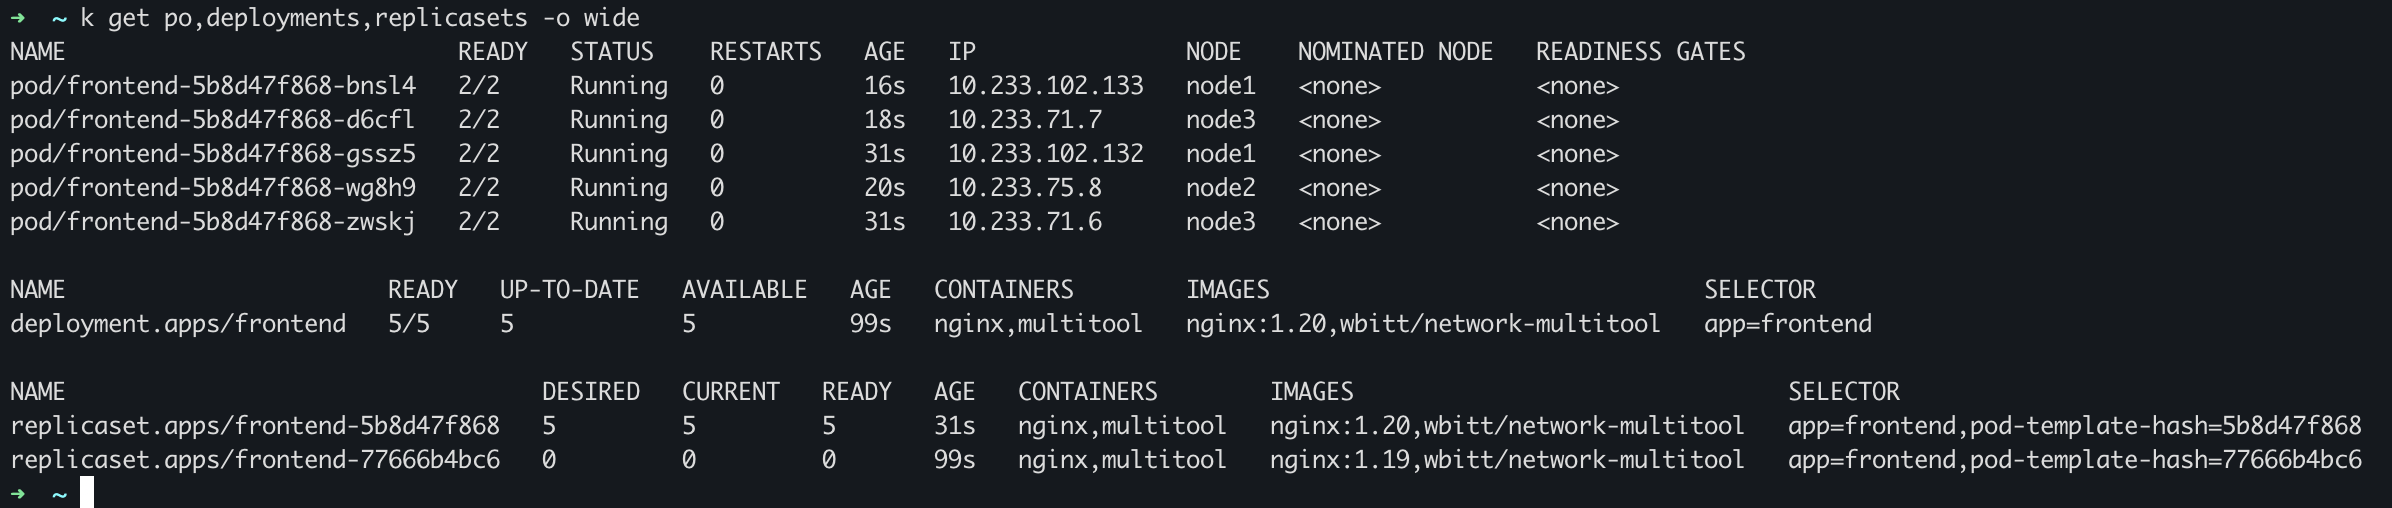 ➜ ~ k get po,deployments,replicasets -o wide
NAME READY STATUS RESTARTS AGE IP NODE NOMINATED NODE READINESS GATES
pod/frontend-5b8d47f868-bnsl4 2/2 Running 0 16s 10.233.102.133 node1 <none> <none>
pod/frontend-5b8d47f868-d6cfl 2/2 Running 0 18s 10.233.71.7 node3 <none> <none>
pod/frontend-5b8d47f868-gssz5 2/2 Running 0 31s 10.233.102.132 node1 <none> <none>
pod/frontend-5b8d47f868-wg8h9 2/2 Running 0 20s 10.233.75.8 node2 <none> <none>
pod/frontend-5b8d47f868-zwskj 2/2 Running 0 31s 10.233.71.6 node3 <none> <none>
NAME READY UP-TO-DATE AVAILABLE AGE CONTAINERS IMAGES SELECTOR
deployment.apps/frontend 5/5 5 5 99s nginx,multitool nginx:1.20,wbitt/network-multitool app=frontend
NAME DESIRED CURRENT READY AGE CONTAINERS IMAGES SELECTOR
replicaset.apps/frontend-5b8d47f868 5 5 5 31s nginx,multitool nginx:1.20,wbitt/network-multitool app=frontend,pod-template-hash=5b8d47f868
replicaset.apps/frontend-77666b4bc6 0 0 0 99s nginx,multitool nginx:1.19,wbitt/network-multitool app=frontend,pod-template-hash=77666b4bc6
➜ ~